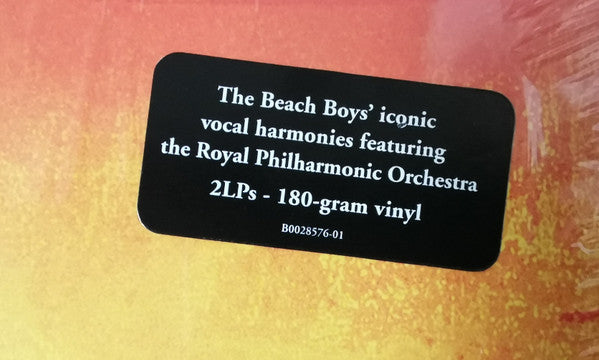 The Beach Boys’ iconic
vocal harmonies featuring
the Royal Philharmonic Orchestra
2LPs - 180-gram vinyl
B0028576-01